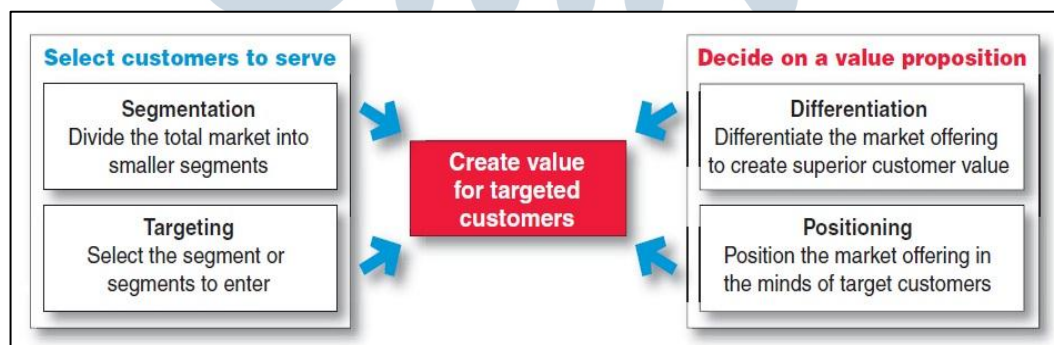 Select customers to serve
Segmentation
Divide the total market into
smaller segments
Targeting
Select the segment or
segments to enter
Create value
for targeted
customers
Decide on a value proposition
Differentiation
Differentiate the market offering
to create superior customer value
Positioning
Position the market offering in
the minds of target customers